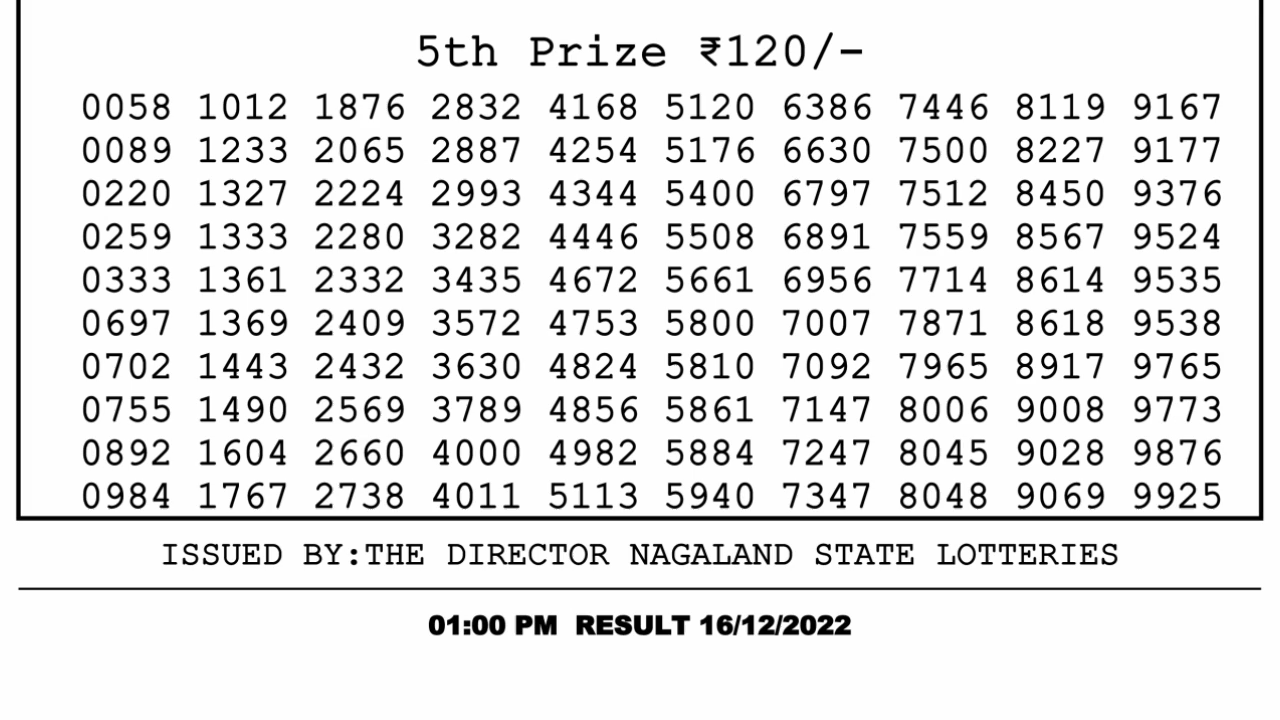 5th Prize ₹120/-
0058 1012 1876 2832 4168 5120 6386 7446 8119 9167
0089 1233 2065 2887 4254 5176 6630 7500 8227 9177
0220 1327 2224 2993 4344 5400 6797 7512 8450 9376
0259 1333 2280 3282 4446 5508 6891 7559 8567 9524
0333 1361 2332 3435 4672 5661 6956 7714 8614 9535
0697 1369 2409 3572 4753 5800 7007 7871 8618 9538
0702 1443 2432 3630 4824 5810 7092 7965 8917 9765
0755 1490 2569 3789 4856 5861 7147 8006 9008 9773
0892 1604 2660 4000 4982 5884 7247 8045 9028 9876
0984 1767 2738 4011 5113 5940 7347 8048 9069 9925
ISSUED BY:THE DIRECTOR NAGALAND STATE LOTTERIES
01:00 PM RESULT 16/12/2022